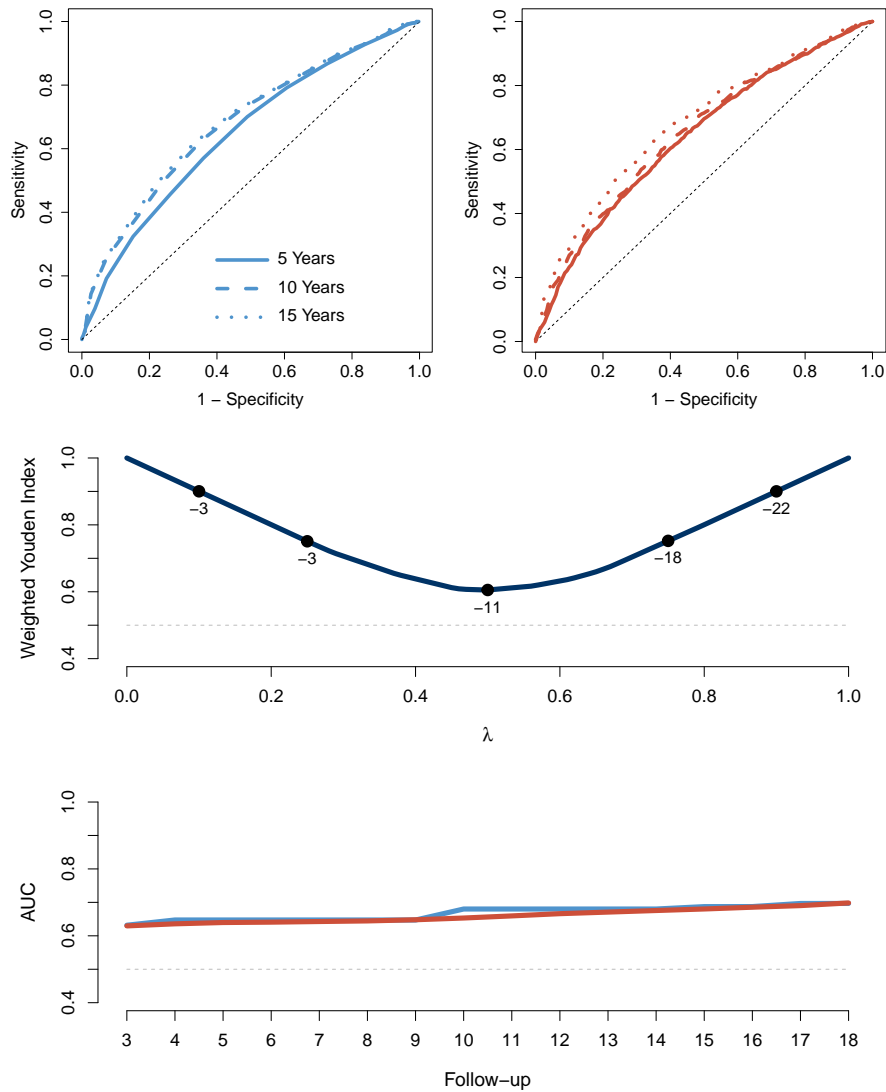 Sensitivity
1.0
0.8
0.6
0.4
0.2
0.0
5 Years
10 Years
15 Years
0.0 0.2 0.4 0.6 0.8 1.0
1 − Specificity
Sensitivity
1.0
0.8
0.6
0.4
0.2
0.0
0.0 0.2 0.4 0.6 0.8 1.0
1 − Specificity
Weighted Youden Index
1.0
0.8
0.6
0.4
−3
−3
−11
−18
−22
0.0 0.2 0.4 0.6 0.8 1.0
λ
AUC
1.0
0.8
0.6
0.4
3 4 5 6 7 8 9 10 11 12 13 14 15 16 17 18
Follow−up